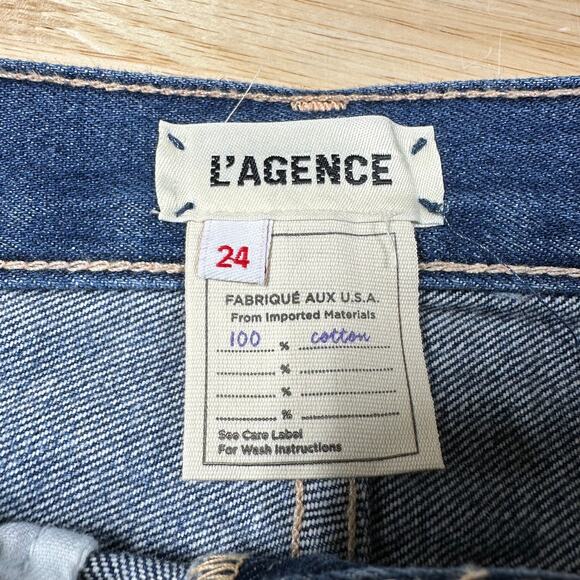 L'AGENCE
24
FABRIQUÉ AUX U.S.A.
From Imported Materials
100 % cotton
%
%
%
See Care Label
For Wash Instructions